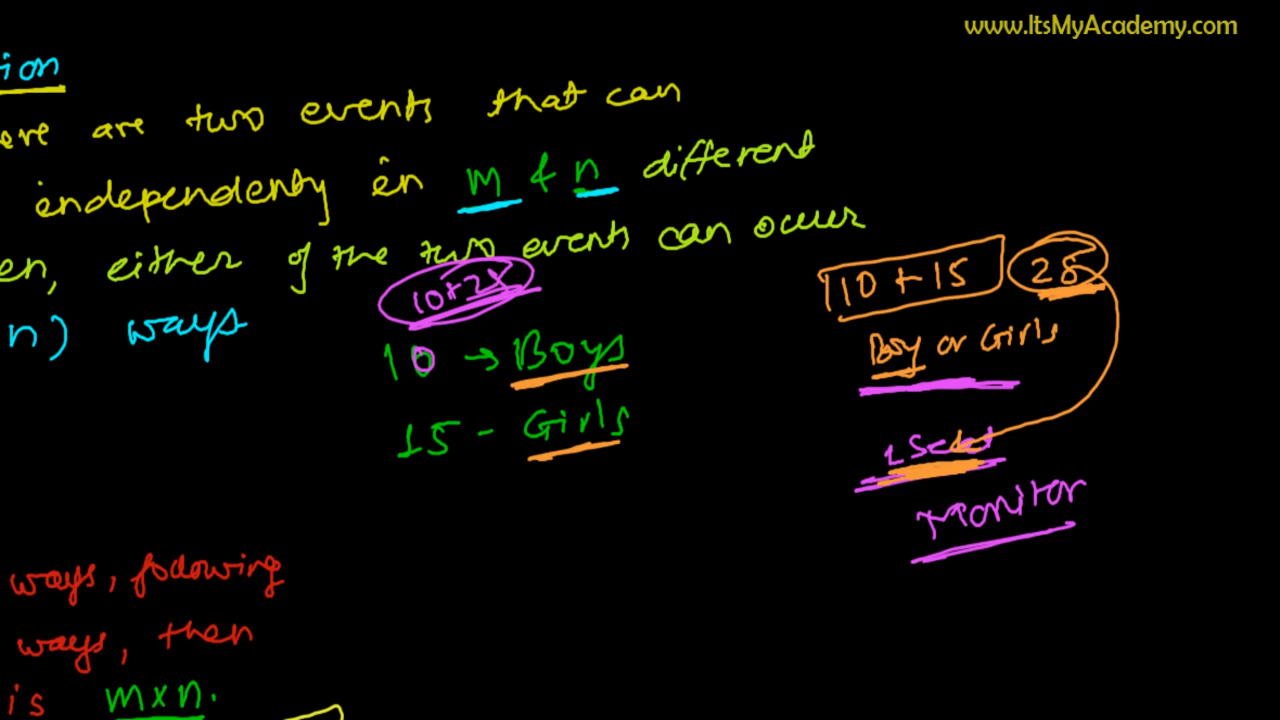 www.ItsMyAcademy.com
ion
ere are two events that can
independently in m & n different
en, either of the two events can occur
n) ways
10 → Boys
15 - Girls
10 + 15 25
Boy or Girls
1 Select
Monitor
ways, following
ways, then
is m×n.